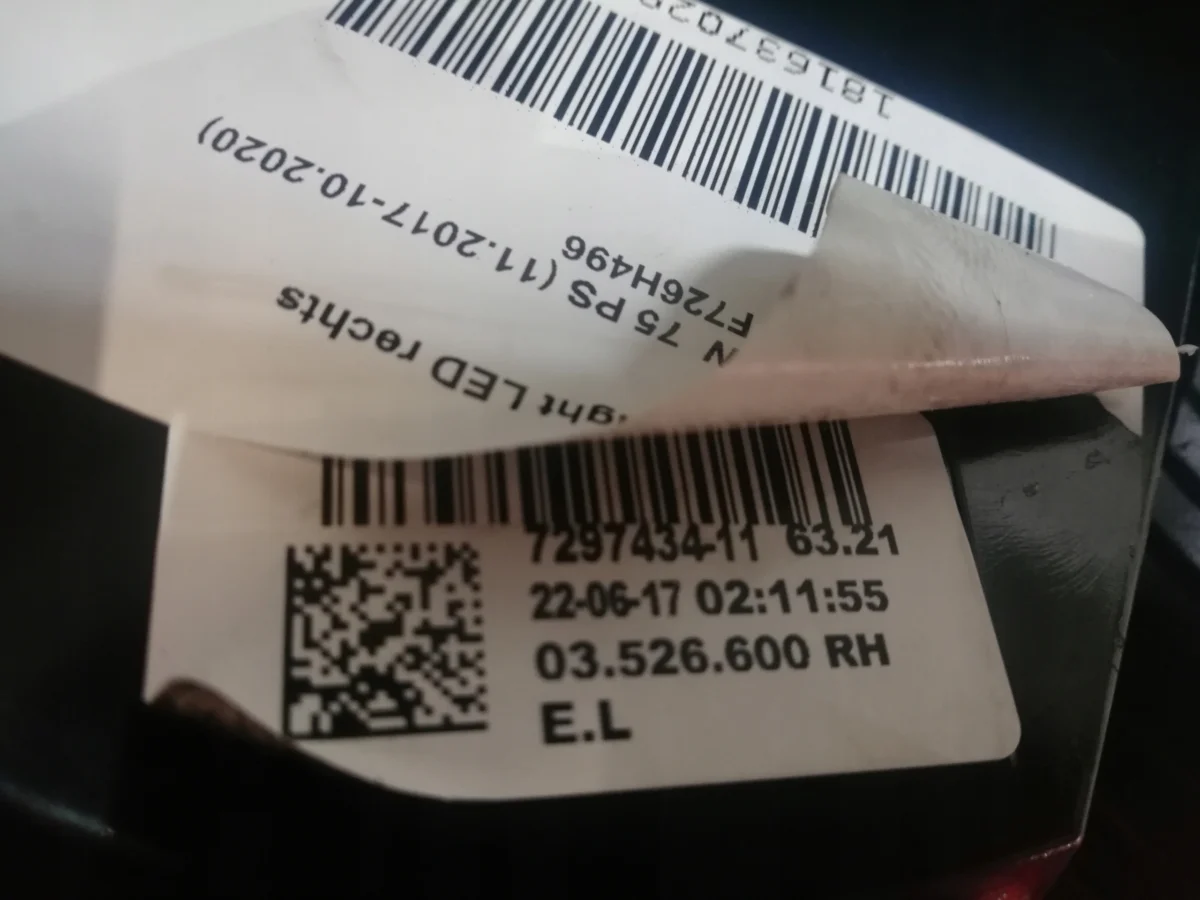 rechts
ght LED rechts
N 75 PS (11.2017-10.2020)
F726H496
7297434-11 63.21
22-06-17 02:11:55
03.526.600 RH
E.L